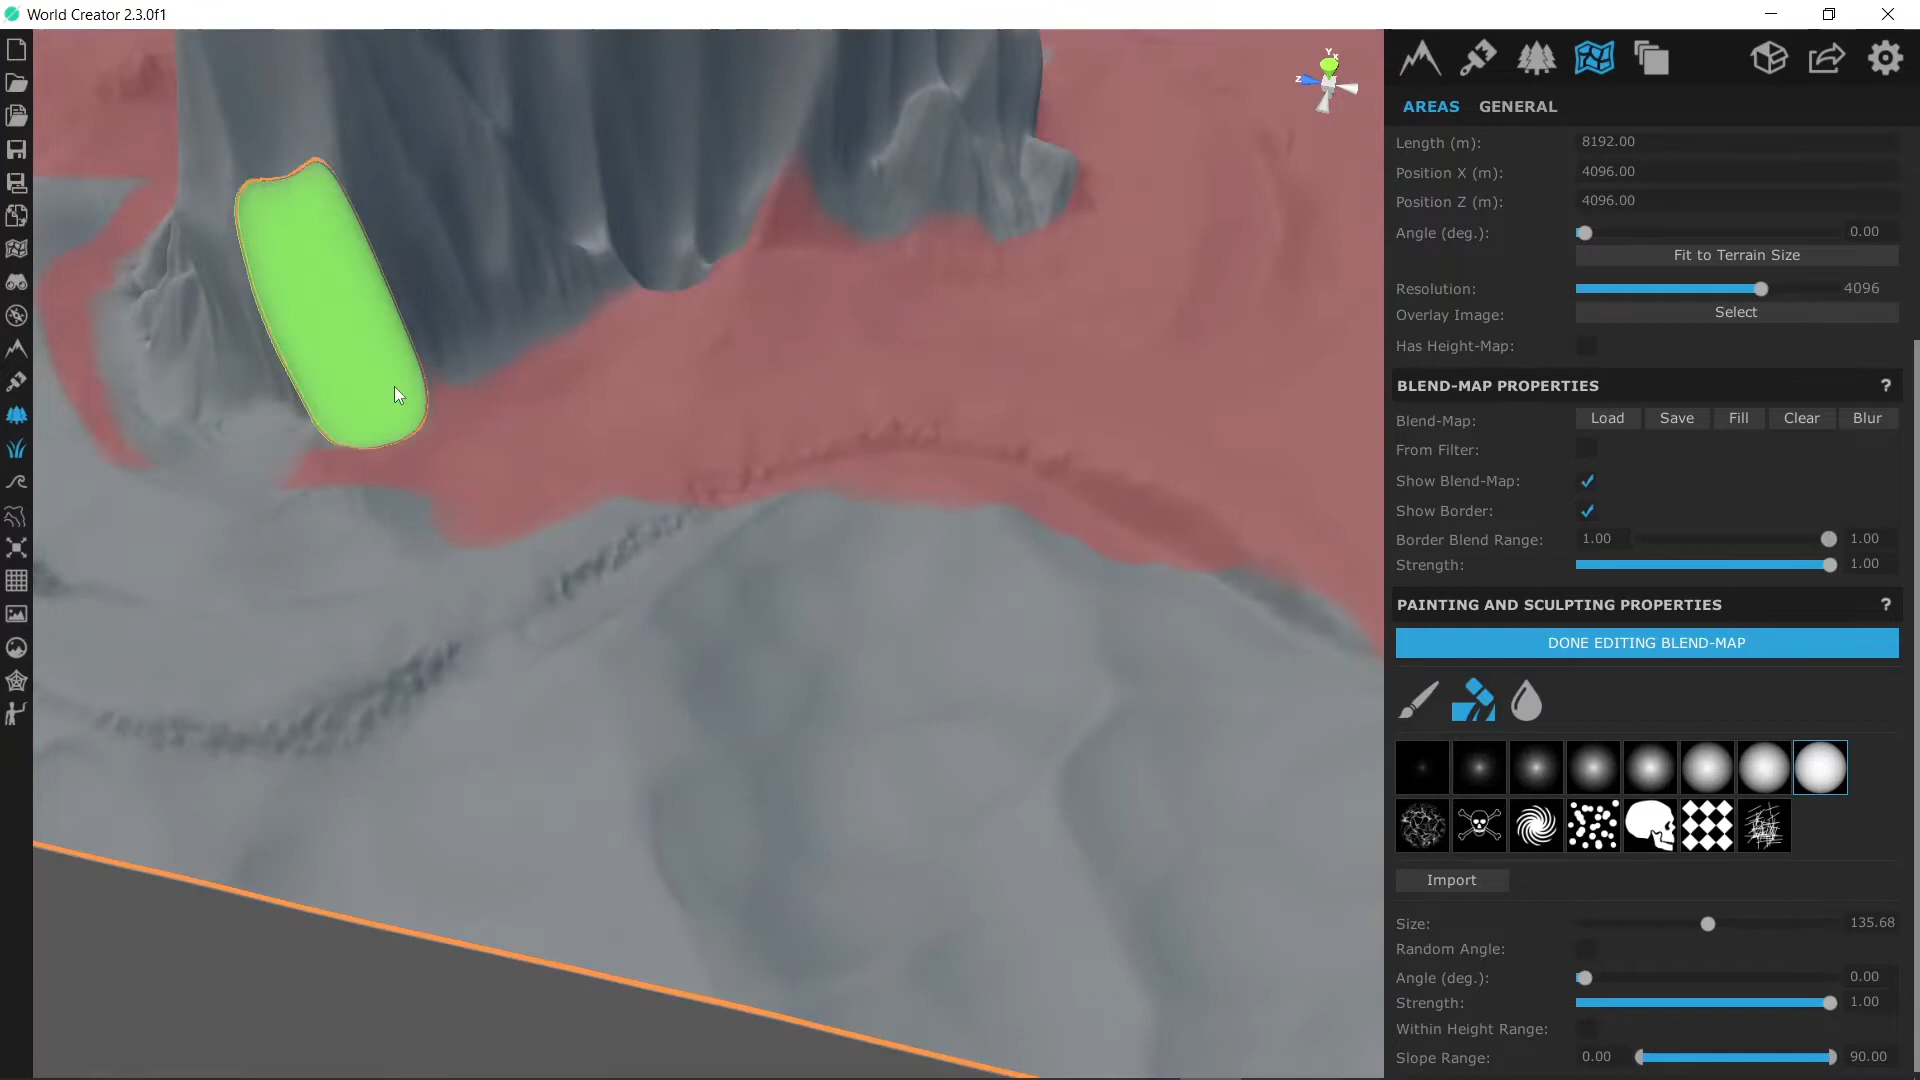 World Creator 2.3.0f1
Y
X
Z
AREAS GENERAL
Length (m): 8192.00
Position X (m): 4096.00
Position Z (m): 4096.00
Angle (deg.): 0.00
Fit to Terrain Size
Resolution: 4096
Overlay Image: Select
Has Height-Map:
BLEND-MAP PROPERTIES ?
Blend-Map: Load Save Fill Clear Blur
From Filter:
Show Blend-Map:
Show Border:
Border Blend Range: 1.00 1.00
Strength: 1.00
PAINTING AND SCULPTING PROPERTIES ?
DONE EDITING BLEND-MAP
Import
Size: 135.68
Random Angle:
Angle (deg.): 0.00
Strength: 1.00
Within Height Range:
Slope Range: 0.00 90.00